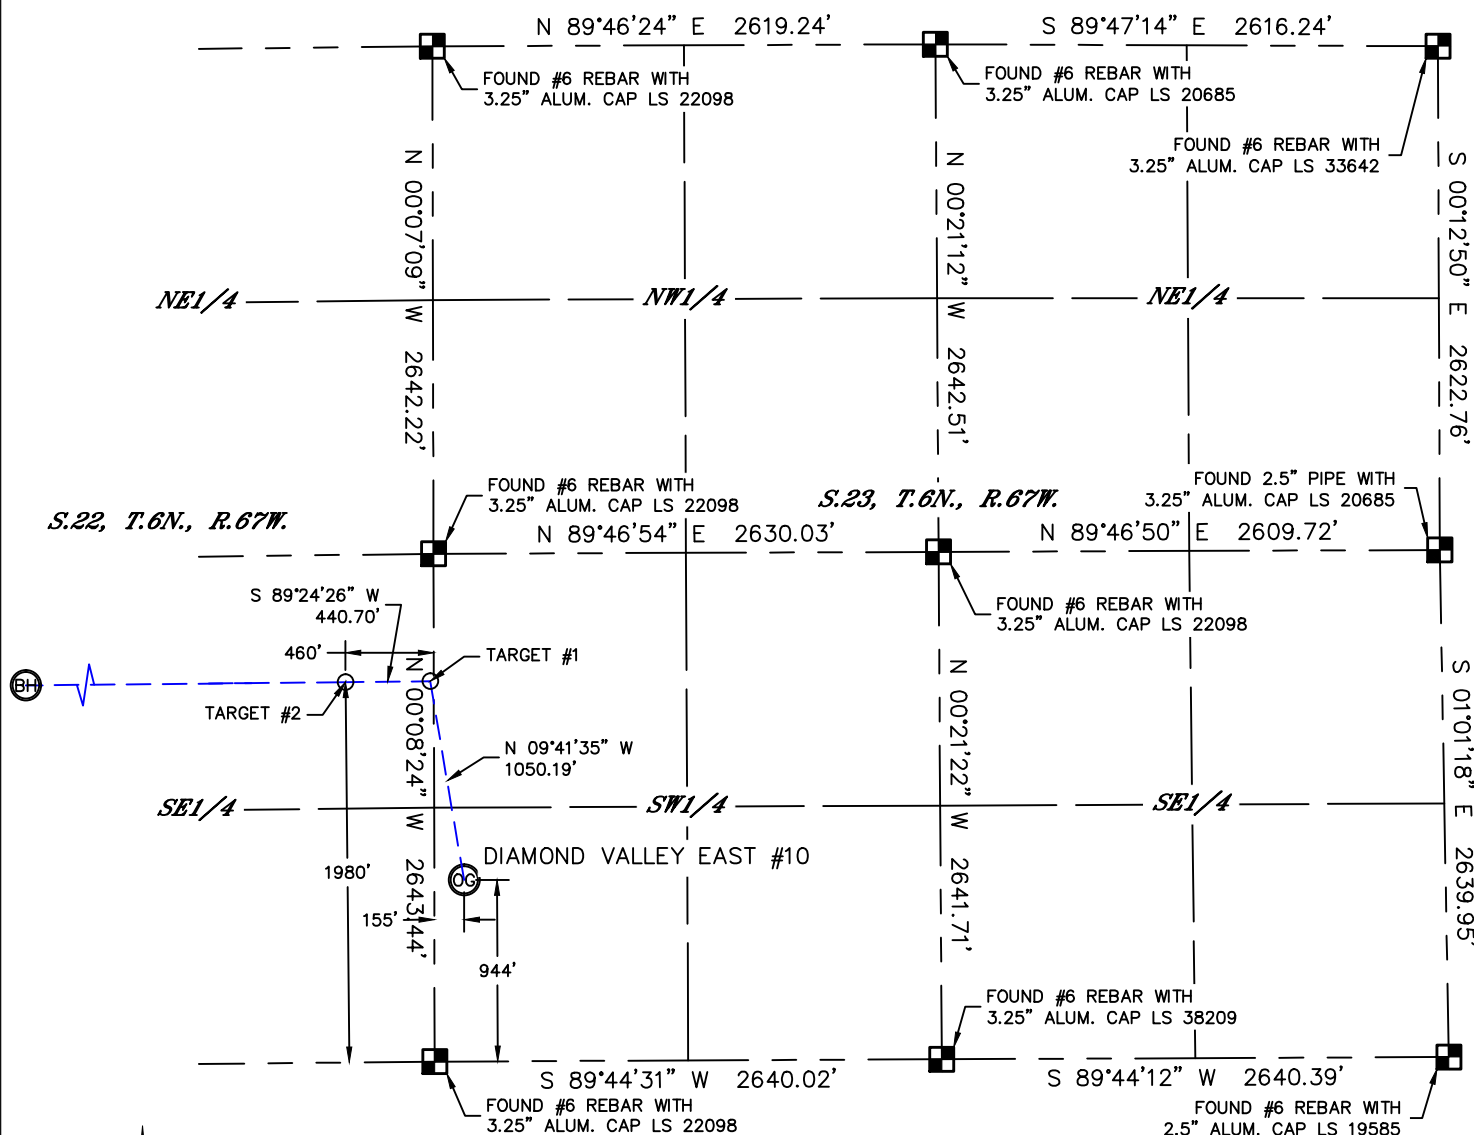 N 89°46'24" E 2619.24'
S 89°47'14" E 2616.24'
FOUND #6 REBAR WITH
3.25" ALUM. CAP LS 22098
FOUND #6 REBAR WITH
3.25" ALUM. CAP LS 20685
FOUND #6 REBAR WITH
3.25" ALUM. CAP LS 33642
N 00°07'09" W 2642.22'
N 00°21'12" W 2642.51'
S 00°12'50" E 2622.76'
NE1/4
NW1/4
NE1/4
FOUND #6 REBAR WITH
3.25" ALUM. CAP LS 22098
S.22, T.6N., R.67W.
S.23, T.6N., R.67W.
FOUND 2.5" PIPE WITH
3.25" ALUM. CAP LS 20685
N 89°46'54" E 2630.03'
N 89°46'50" E 2609.72'
FOUND #6 REBAR WITH
3.25" ALUM. CAP LS 22098
S 89°24'26" W
440.70'
460'
TARGET #1
BH
TARGET #2
N 00°08'24" W 2643.44'
N 00°21'22" W 2641.71'
S 01°01'18" E 2639.95'
N 09°41'35" W
1050.19'
SE1/4
SW1/4
SE1/4
DIAMOND VALLEY EAST #10
OG
1980'
155'
944'
FOUND #6 REBAR WITH
3.25" ALUM. CAP LS 38209
S 89°44'31" W 2640.02'
S 89°44'12" W 2640.39'
FOUND #6 REBAR WITH
3.25" ALUM. CAP LS 22098
FOUND #6 REBAR WITH
2.5" ALUM. CAP LS 19585